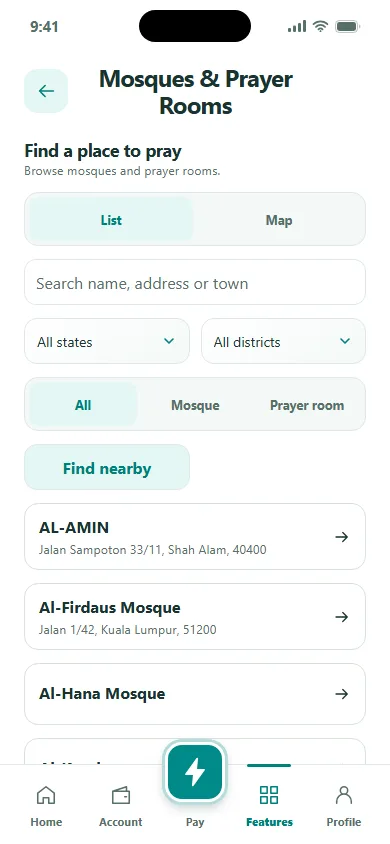 9:41
Mosques & Prayer
Rooms
Find a place to pray
Browse mosques and prayer rooms.
List
Map
Search name, address or town
All states
All districts
All
Mosque
Prayer room
Find nearby
AL-AMIN
Jalan Sampoton 33/11, Shah Alam, 40400
Al-Firdaus Mosque
Jalan 1/42, Kuala Lumpur, 51200
Al-Hana Mosque
Home
Account
Pay
Features
Profile